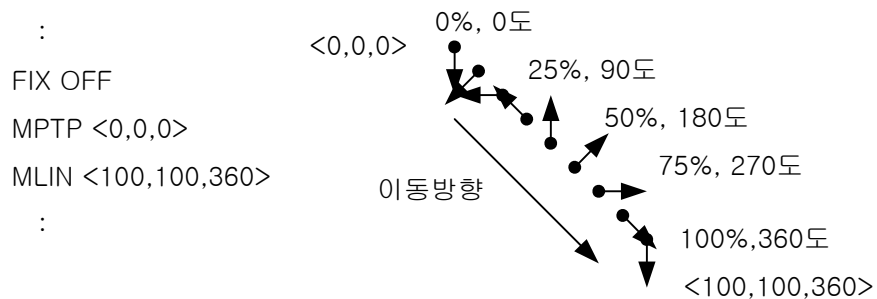 :
FIX OFF
MPTP <0,0,0>
MLIN <100,100,360>
:
<0,0,0>
0%, 0도
25%, 90도
50%, 180도
75%, 270도
이동방향
100%,360도
<100,100,360>